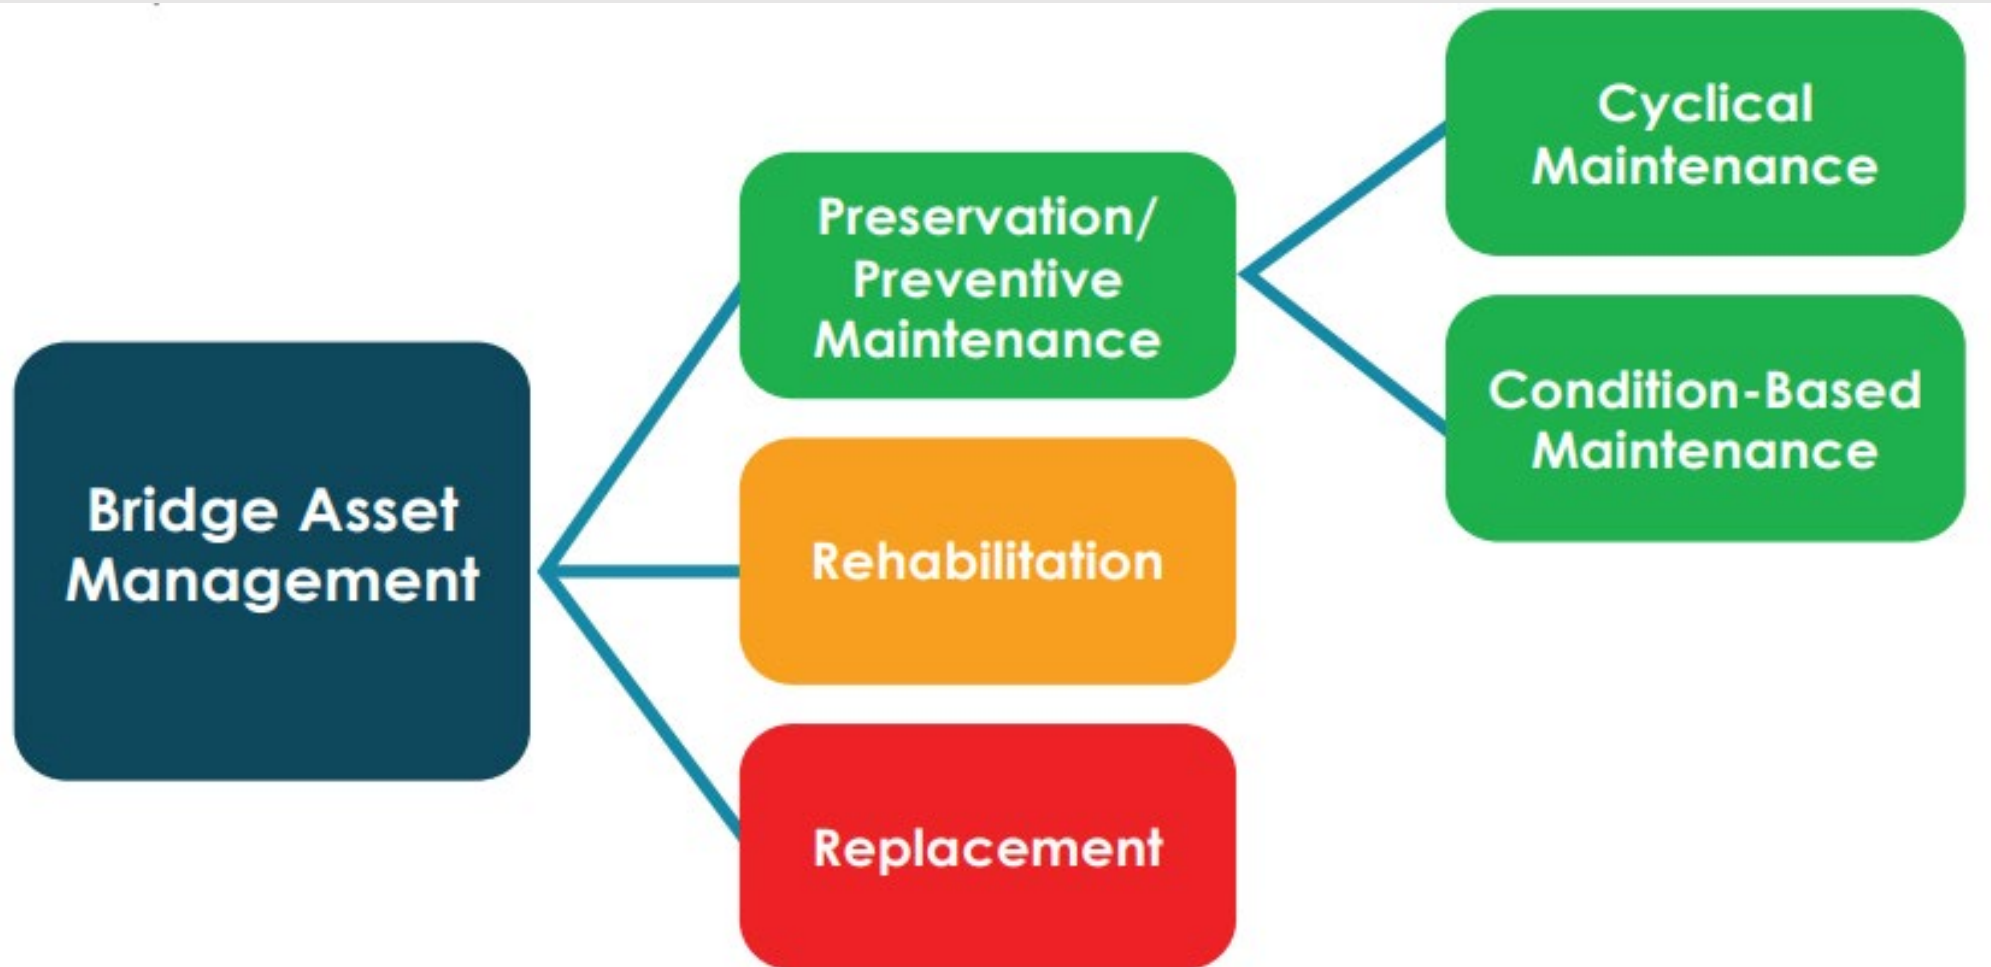 Bridge Asset
Management
Preservation/
Preventive
Maintenance
Rehabilitation
Replacement
Cyclical
Maintenance
Condition-Based
Maintenance